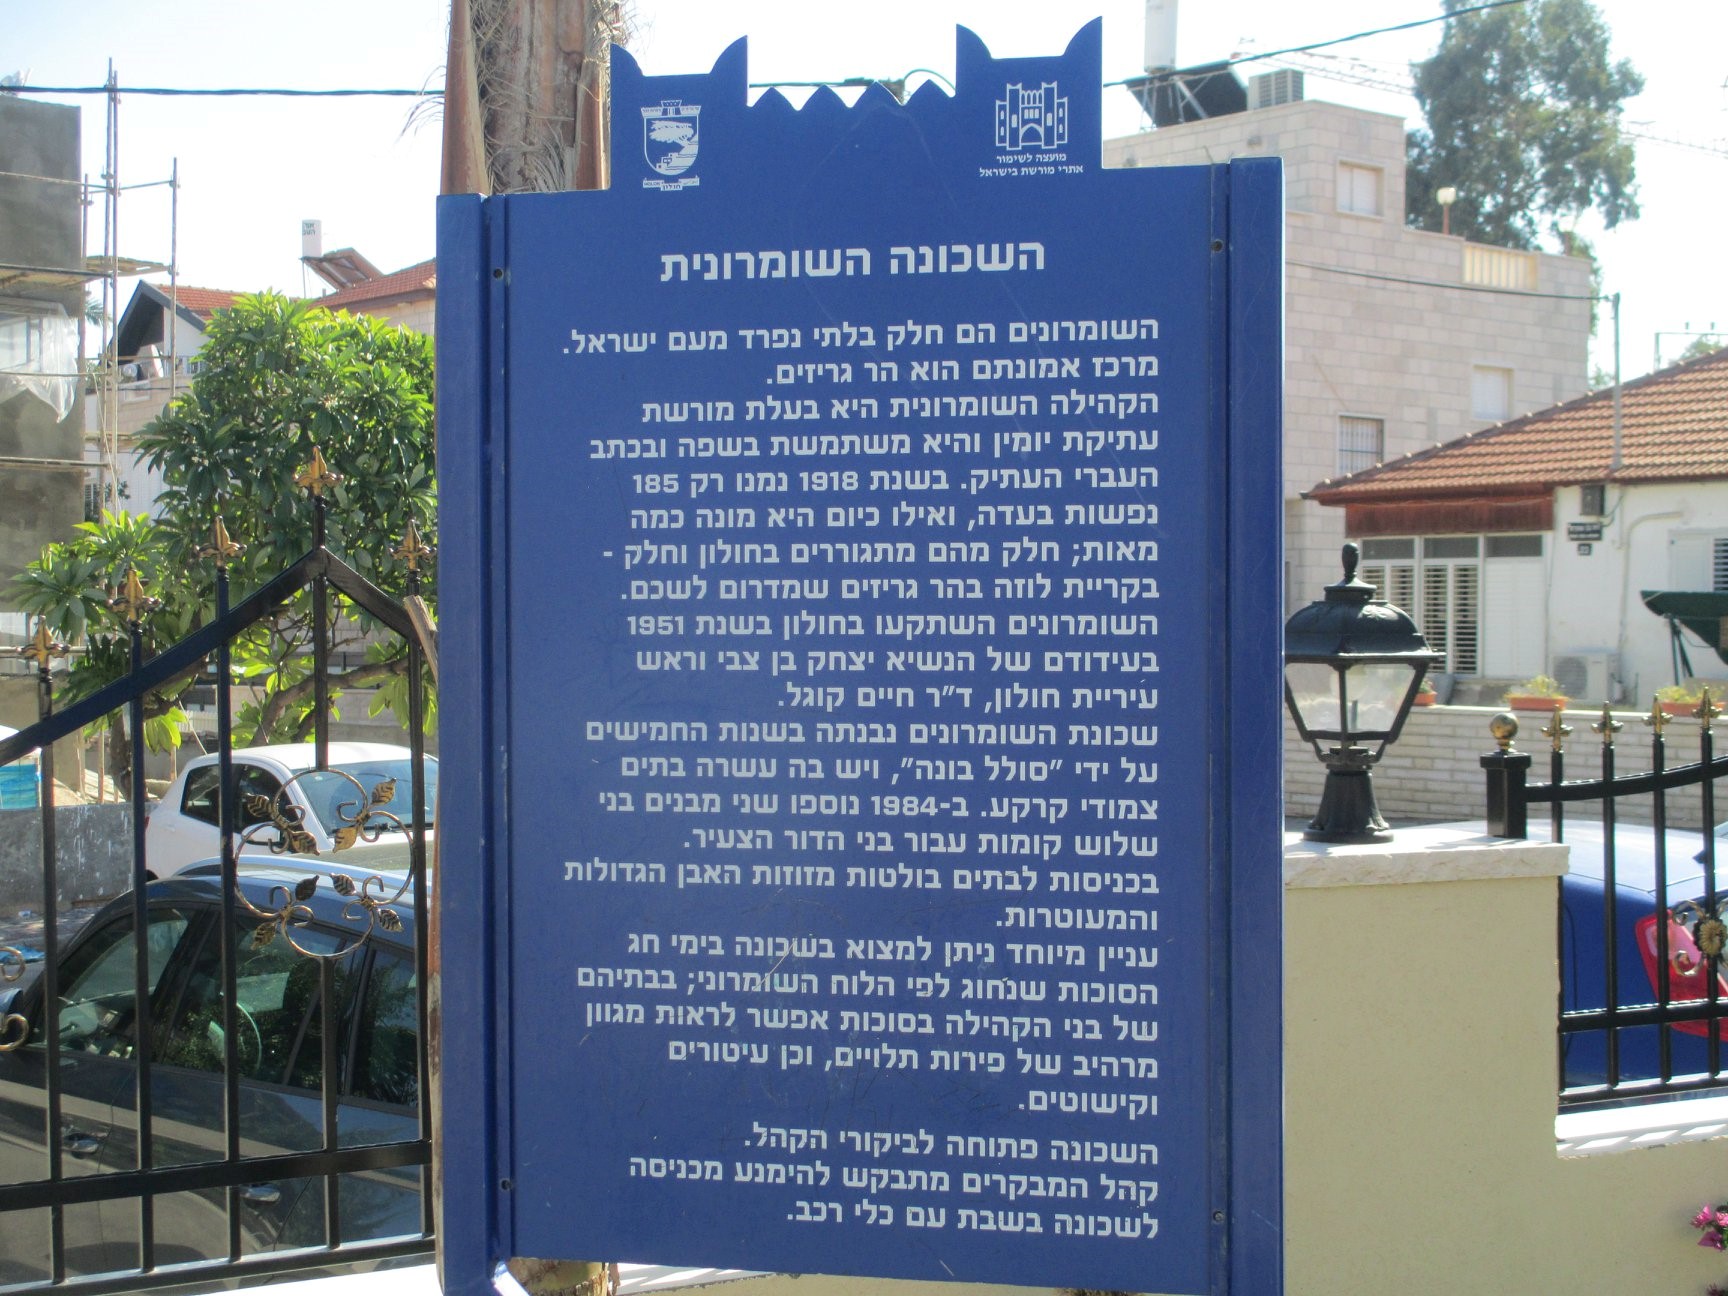 מועצה לשימור
אתרי מורשת בישראל
HOLON חולון
השכונה השומרונית
השומרונים הם חלק בלתי נפרד מעם ישראל.
מרכז אמונתם הוא הר גריזים.
הקהילה השומרונית היא בעלת מורשת
עתיקת יומין והיא משתמשת בשפה ובכתב
העברי העתיק. בשנת 1918 נמנו רק 185
נפשות בעדה, ואילו כיום היא מונה כמה
מאות; חלק מהם מתגוררים בחולון וחלק -
בקריית לוזה בהר גריזים שמדרום לשכם.
השומרונים השתקעו בחולון בשנת 1951
בעידודם של הנשיא יצחק בן צבי וראש
עיריית חולון, ד"ר חיים קוגל.
שכונת השומרונים נבנתה בשנות החמישים
על ידי "סולל בונה", ויש בה עשרה בתים
צמודי קרקע. ב-1984 נוספו שני מבנים בני
שלוש קומות עבור בני הדור הצעיר.
בכניסות לבתים בולטות מזוזות האבן הגדולות
והמעוטרות.
עניין מיוחד ניתן למצוא בשכונה בימי חג
הסוכות שנחוג לפי הלוח השומרוני; בבתיהם
של בני הקהילה בסוכות אפשר לראות מגוון
מרהיב של פירות תלויים, וכן עיטורים
וקישוטים.
השכונה פתוחה לביקורי הקהל.
קהל המבקרים מתבקש להימנע מכניסה
לשכונה בשבת עם כלי רכב.